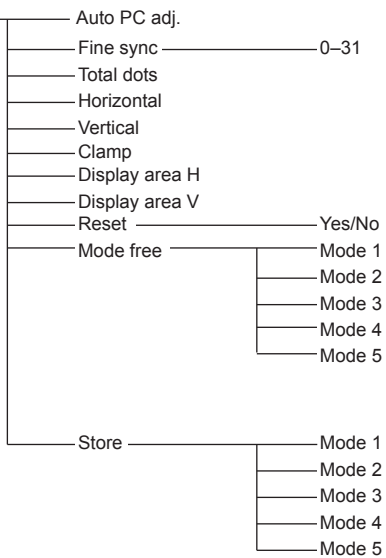 Auto PC adj.
Fine sync 0–31
Total dots
Horizontal
Vertical
Clamp
Display area H
Display area V
Reset Yes/No
Mode free Mode 1
Mode 2
Mode 3
Mode 4
Mode 5
Store Mode 1
Mode 2
Mode 3
Mode 4
Mode 5